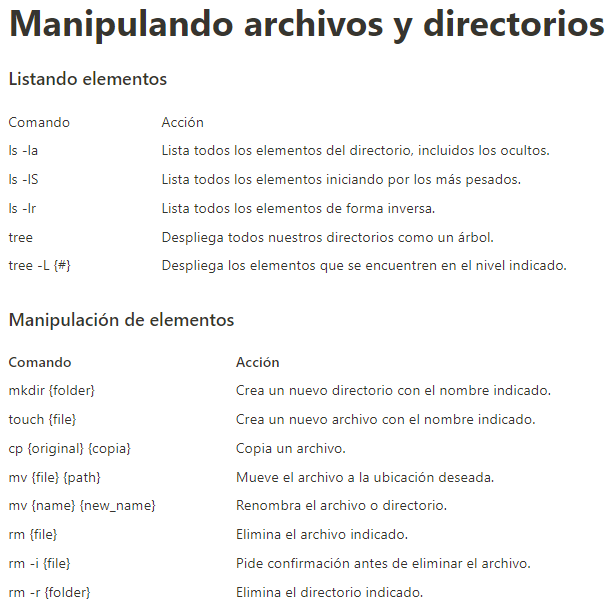 Manipulando archivos y directorios
Listando elementos
Comando Acción
ls -la Lista todos los elementos del directorio, incluidos los ocultos.
ls -lS Lista todos los elementos iniciando por los más pesados.
ls -lr Lista todos los elementos de forma inversa.
tree Despliega todos nuestros directorios como un árbol.
tree -L {#} Despliega los elementos que se encuentren en el nivel indicado.
Manipulación de elementos
Comando Acción
mkdir {folder} Crea un nuevo directorio con el nombre indicado.
touch {file} Crea un nuevo archivo con el nombre indicado.
cp {original} {copia} Copia un archivo.
mv {file} {path} Mueve el archivo a la ubicación deseada.
mv {name} {new_name} Renombra el archivo o directorio.
rm {file} Elimina el archivo indicado.
rm -i {file} Pide confirmación antes de eliminar el archivo.
rm -r {folder} Elimina el directorio indicado.